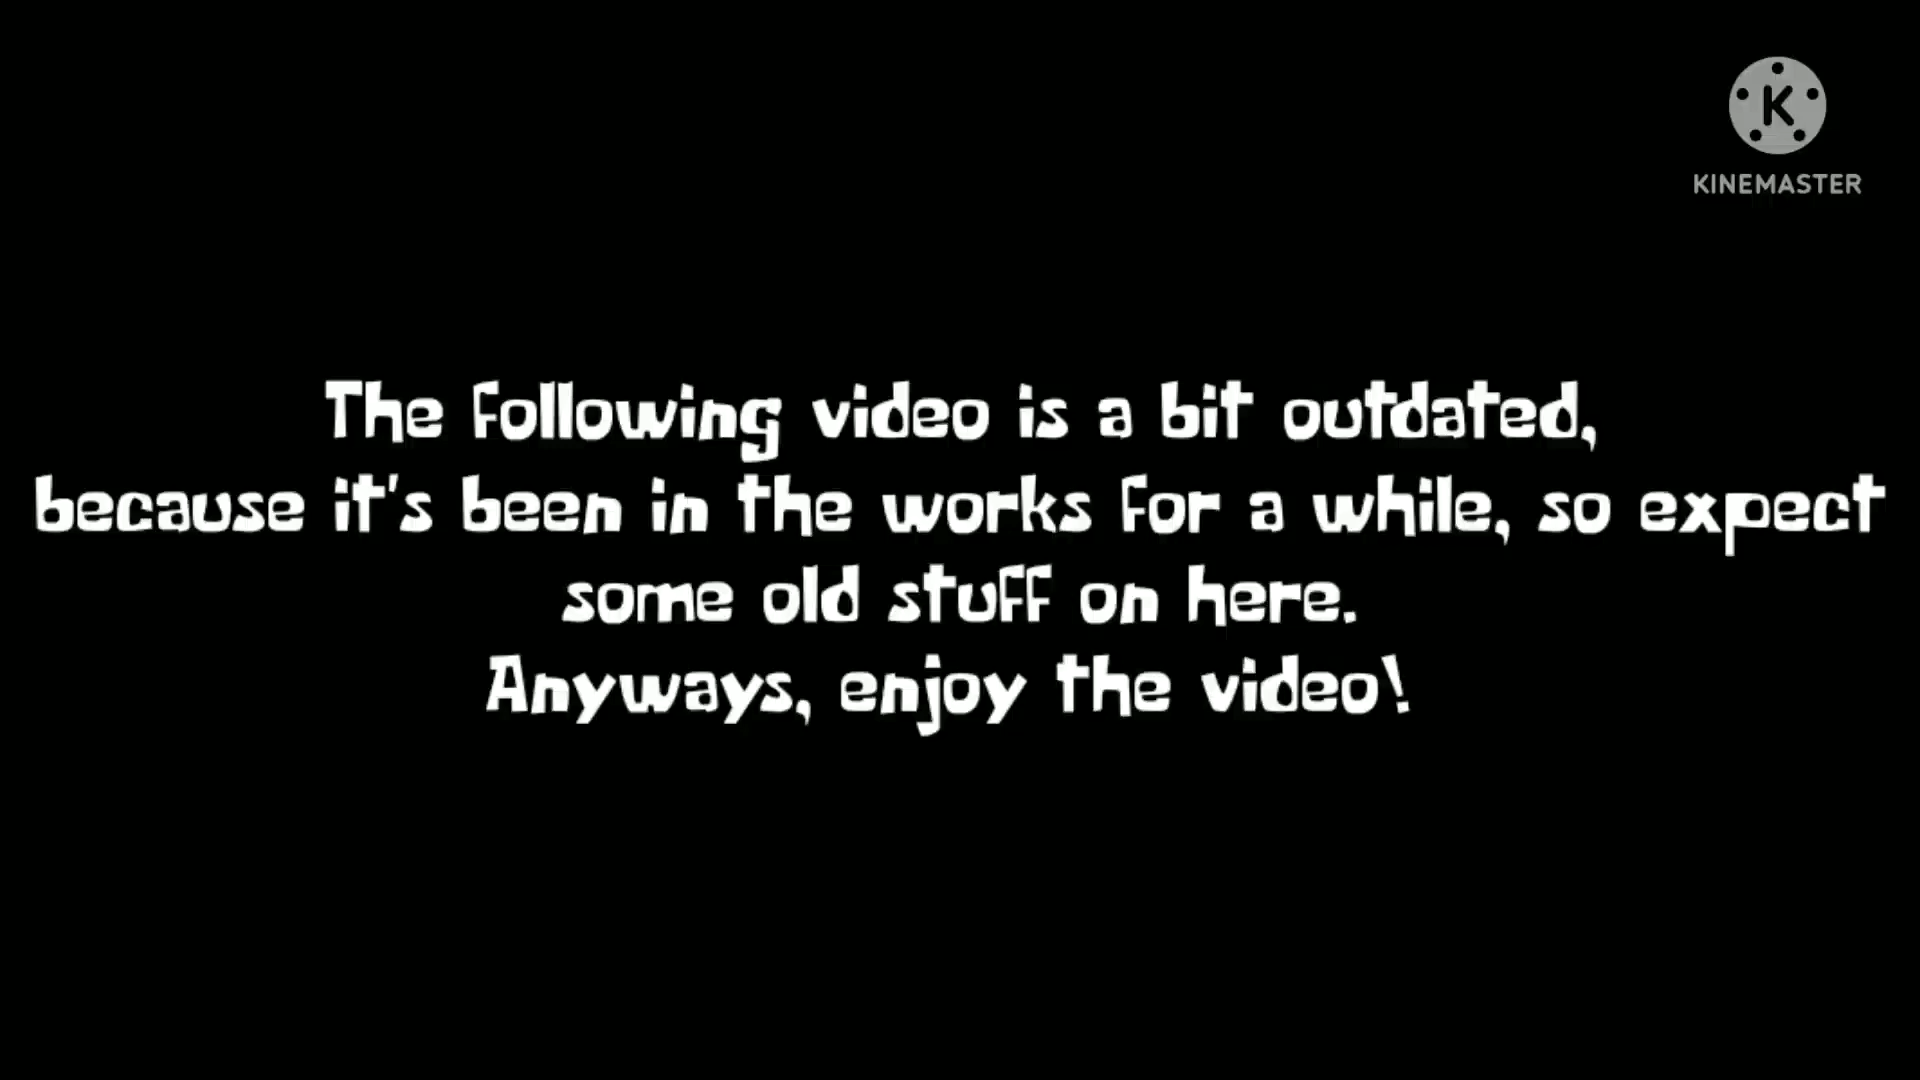 K
KINEMASTER
The following video is a bit outdated,
because it's been in the works for a while, so expect
some old stuff on here.
Anyways, enjoy the video!